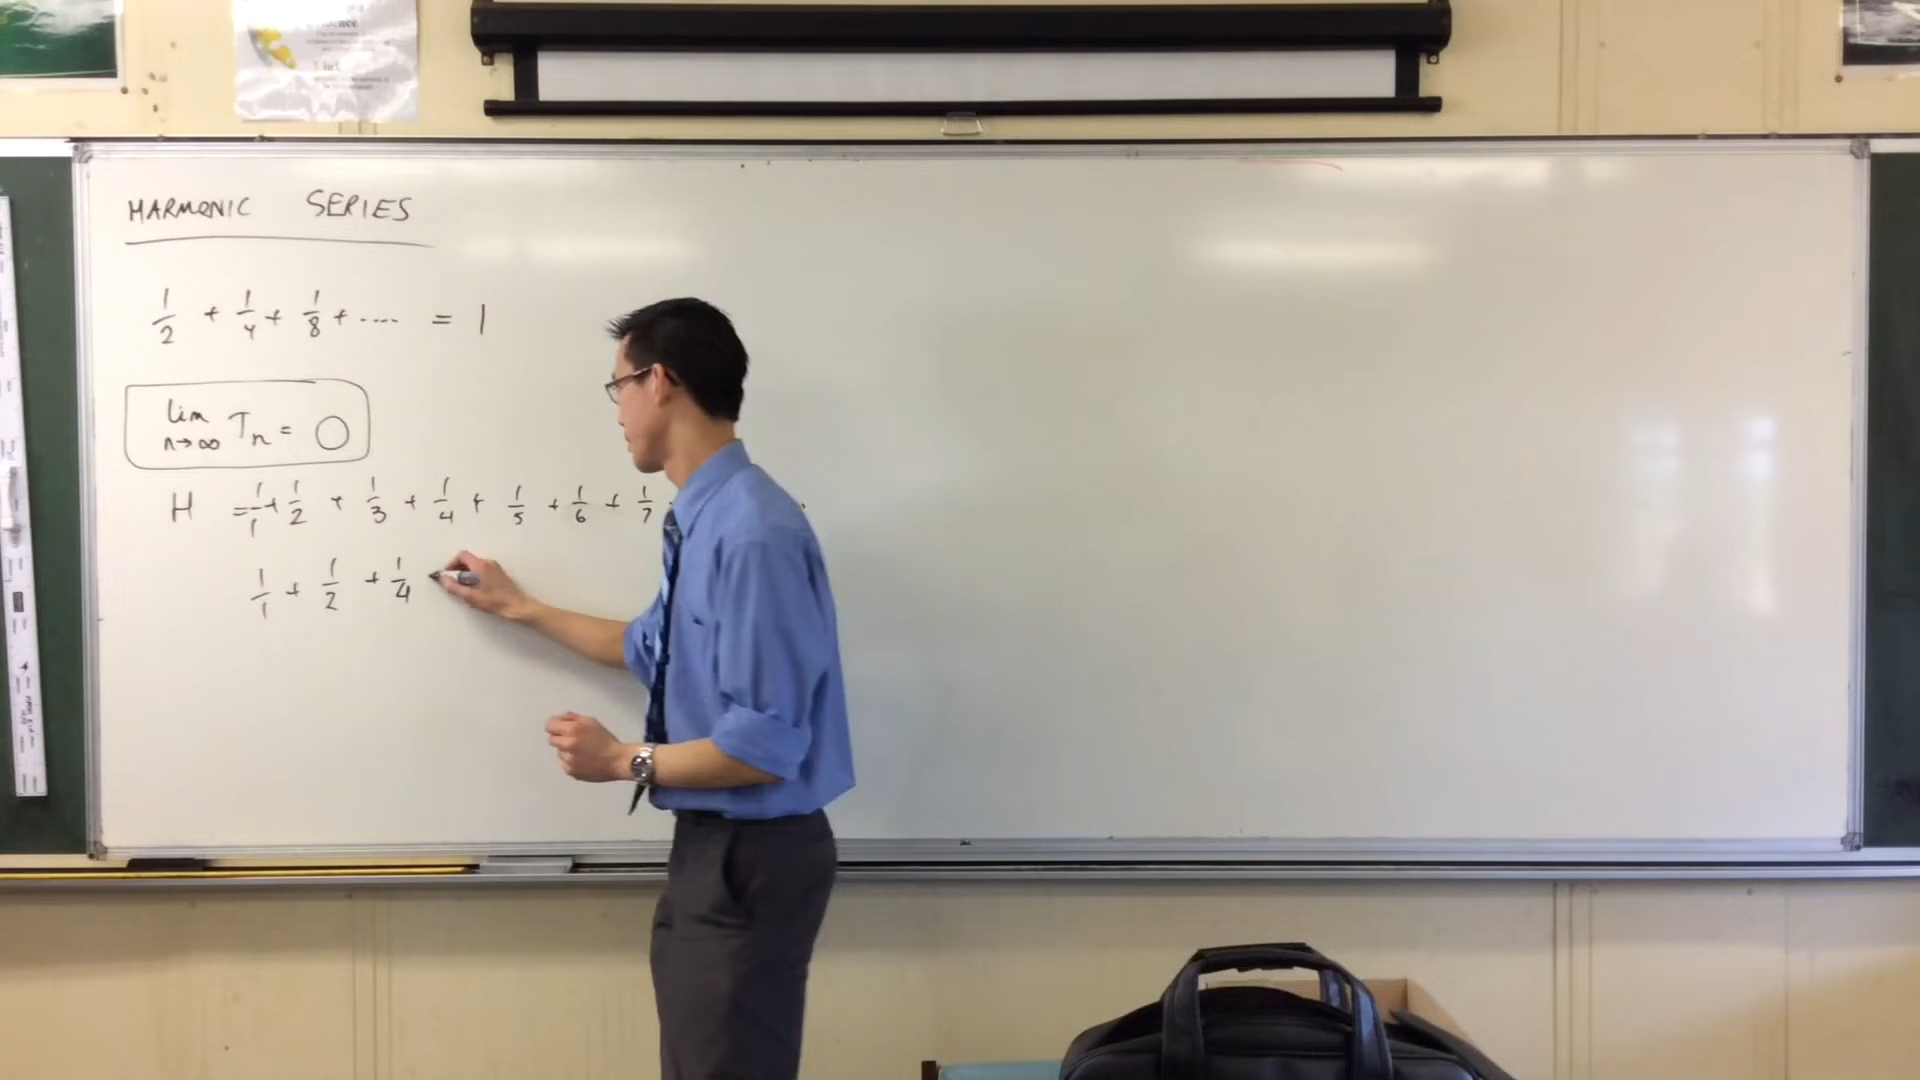 HARMONIC SERIES
1/2 + 1/4 + 1/8 + .... = 1
lim n→∞ Tn = 0
H = 1/1 + 1/2 + 1/3 + 1/4 + 1/5 + 1/6 + 1/7
1/1 + 1/2 + 1/4